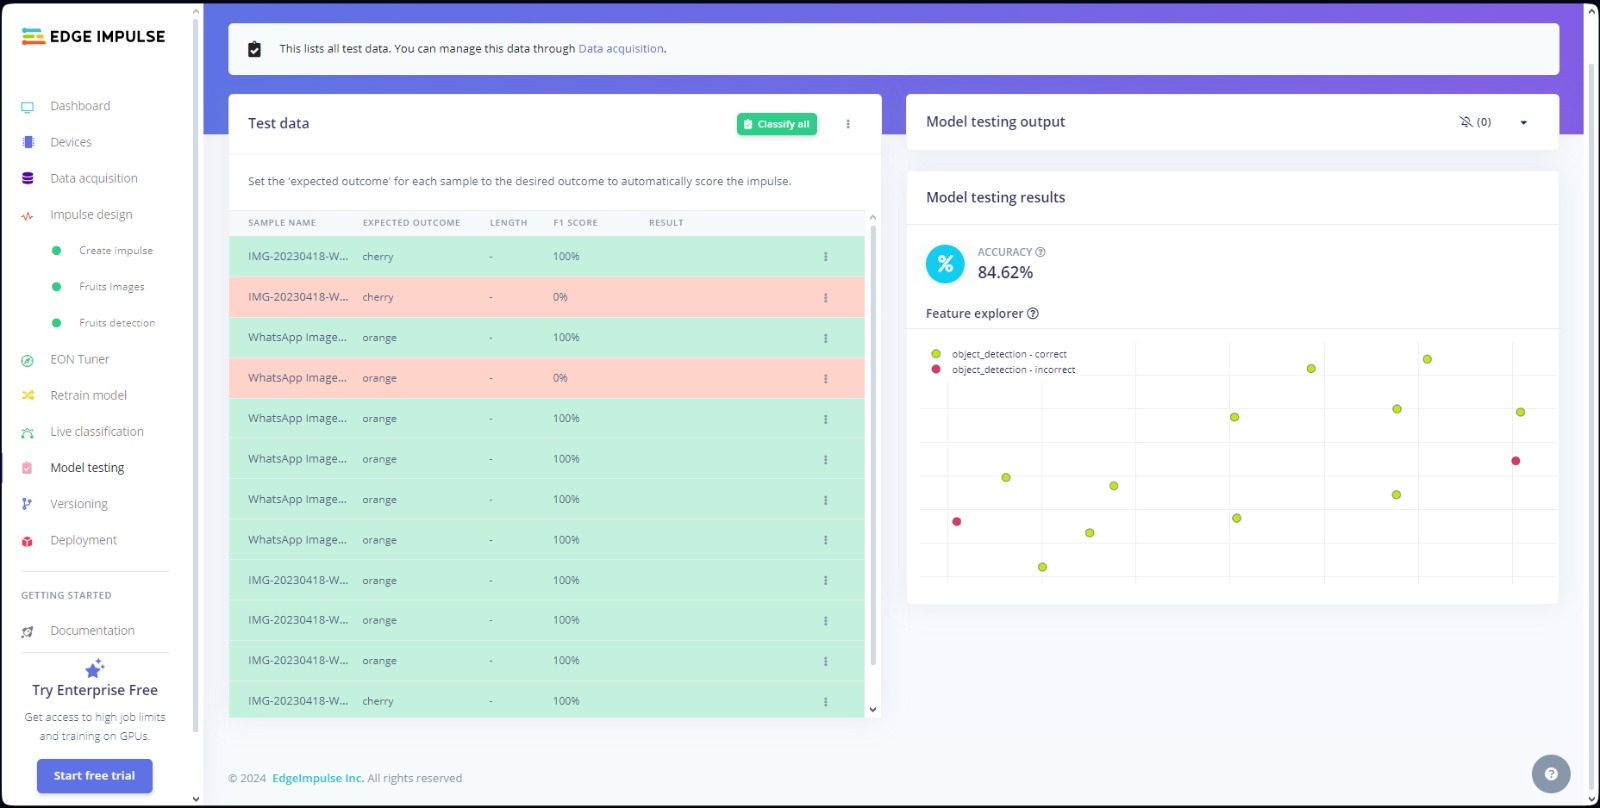 EDGE IMPULSE
Dashboard
Devices
Data acquisition
Impulse design
Create impulse
Fruits Images
Fruits detection
EON Tuner
Retrain model
Live classification
Model testing
Versioning
Deployment
GETTING STARTED
Documentation
Try Enterprise Free
Get access to high job limits
and training on GPUs.
Start free trial
This lists all test data. You can manage this data through Data acquisition.
Test data
Classify all
Set the 'expected outcome' for each sample to the desired outcome to automatically score the impulse.
SAMPLE NAME EXPECTED OUTCOME LENGTH F1 SCORE RESULT
IMG-20230418-W... cherry - 100%
IMG-20230418-W... cherry - 0%
WhatsApp Image... orange - 100%
WhatsApp Image... orange - 0%
WhatsApp Image... orange - 100%
WhatsApp Image... orange - 100%
WhatsApp Image... orange - 100%
WhatsApp Image... orange - 100%
IMG-20230418-W... orange - 100%
IMG-20230418-W... orange - 100%
IMG-20230418-W... orange - 100%
IMG-20230418-W... cherry - 100%
Model testing output
(0)
Model testing results
%
ACCURACY ?
84.62%
Feature explorer ?
object_detection - correct
object_detection - incorrect
© 2024 EdgeImpulse Inc. All rights reserved
?